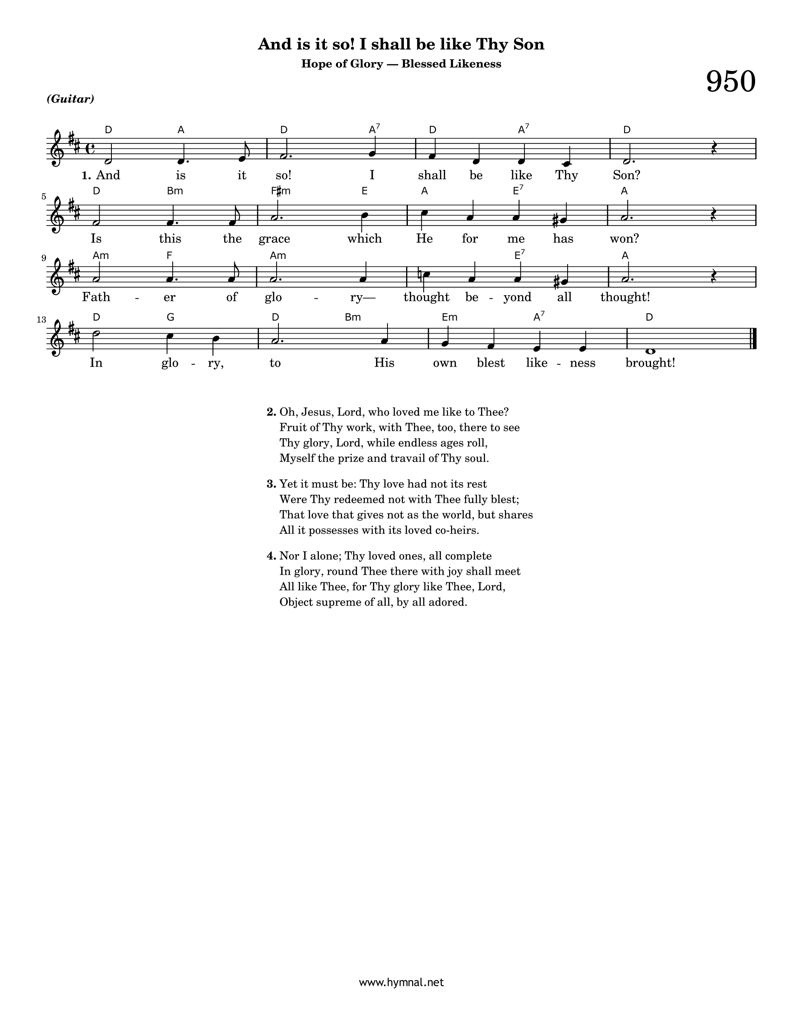 And is it so! I shall be like Thy Son
Hope of Glory — Blessed Likeness
950
(Guitar)
D A D A7 D A7 D
1. And is it so! I shall be like Thy Son?
5
D Bm F#m E A E7 A
Is this the grace which He for me has won?
9
Am F Am E7 A
Fath - er of glo - ry— thought be - yond all thought!
13
D G D Bm Em A7 D
In glo - ry, to His own blest like - ness brought!
2. Oh, Jesus, Lord, who loved me like to Thee?
Fruit of Thy work, with Thee, too, there to see
Thy glory, Lord, while endless ages roll,
Myself the prize and travail of Thy soul.
3. Yet it must be: Thy love had not its rest
Were Thy redeemed not with Thee fully blest;
That love that gives not as the world, but shares
All it possesses with its loved co-heirs.
4. Nor I alone; Thy loved ones, all complete
In glory, round Thee there with joy shall meet
All like Thee, for Thy glory like Thee, Lord,
Object supreme of all, by all adored.
www.hymnal.net